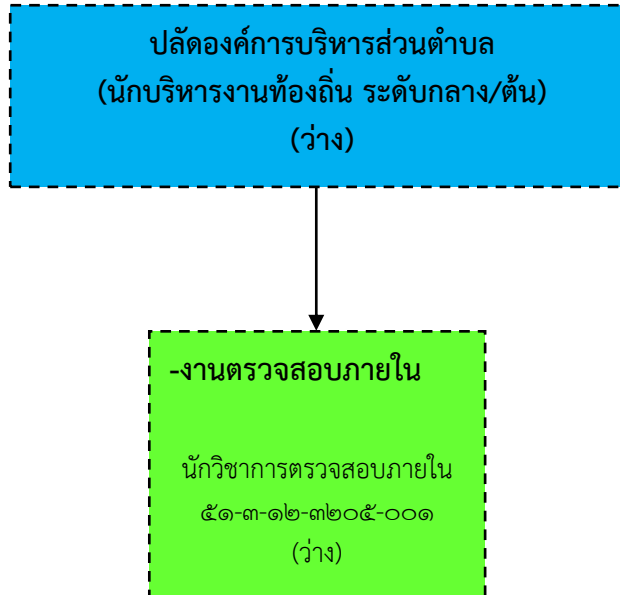 ปลัดองค์การบริหารส่วนตำบล
(นักบริหารงานท้องถิ่น ระดับกลาง/ต้น)
(ว่าง)
-งานตรวจสอบภายใน
นักวิชาการตรวจสอบภายใน
๕๑-๓-๑๒-๓๒๐๕-๐๐๑
(ว่าง)